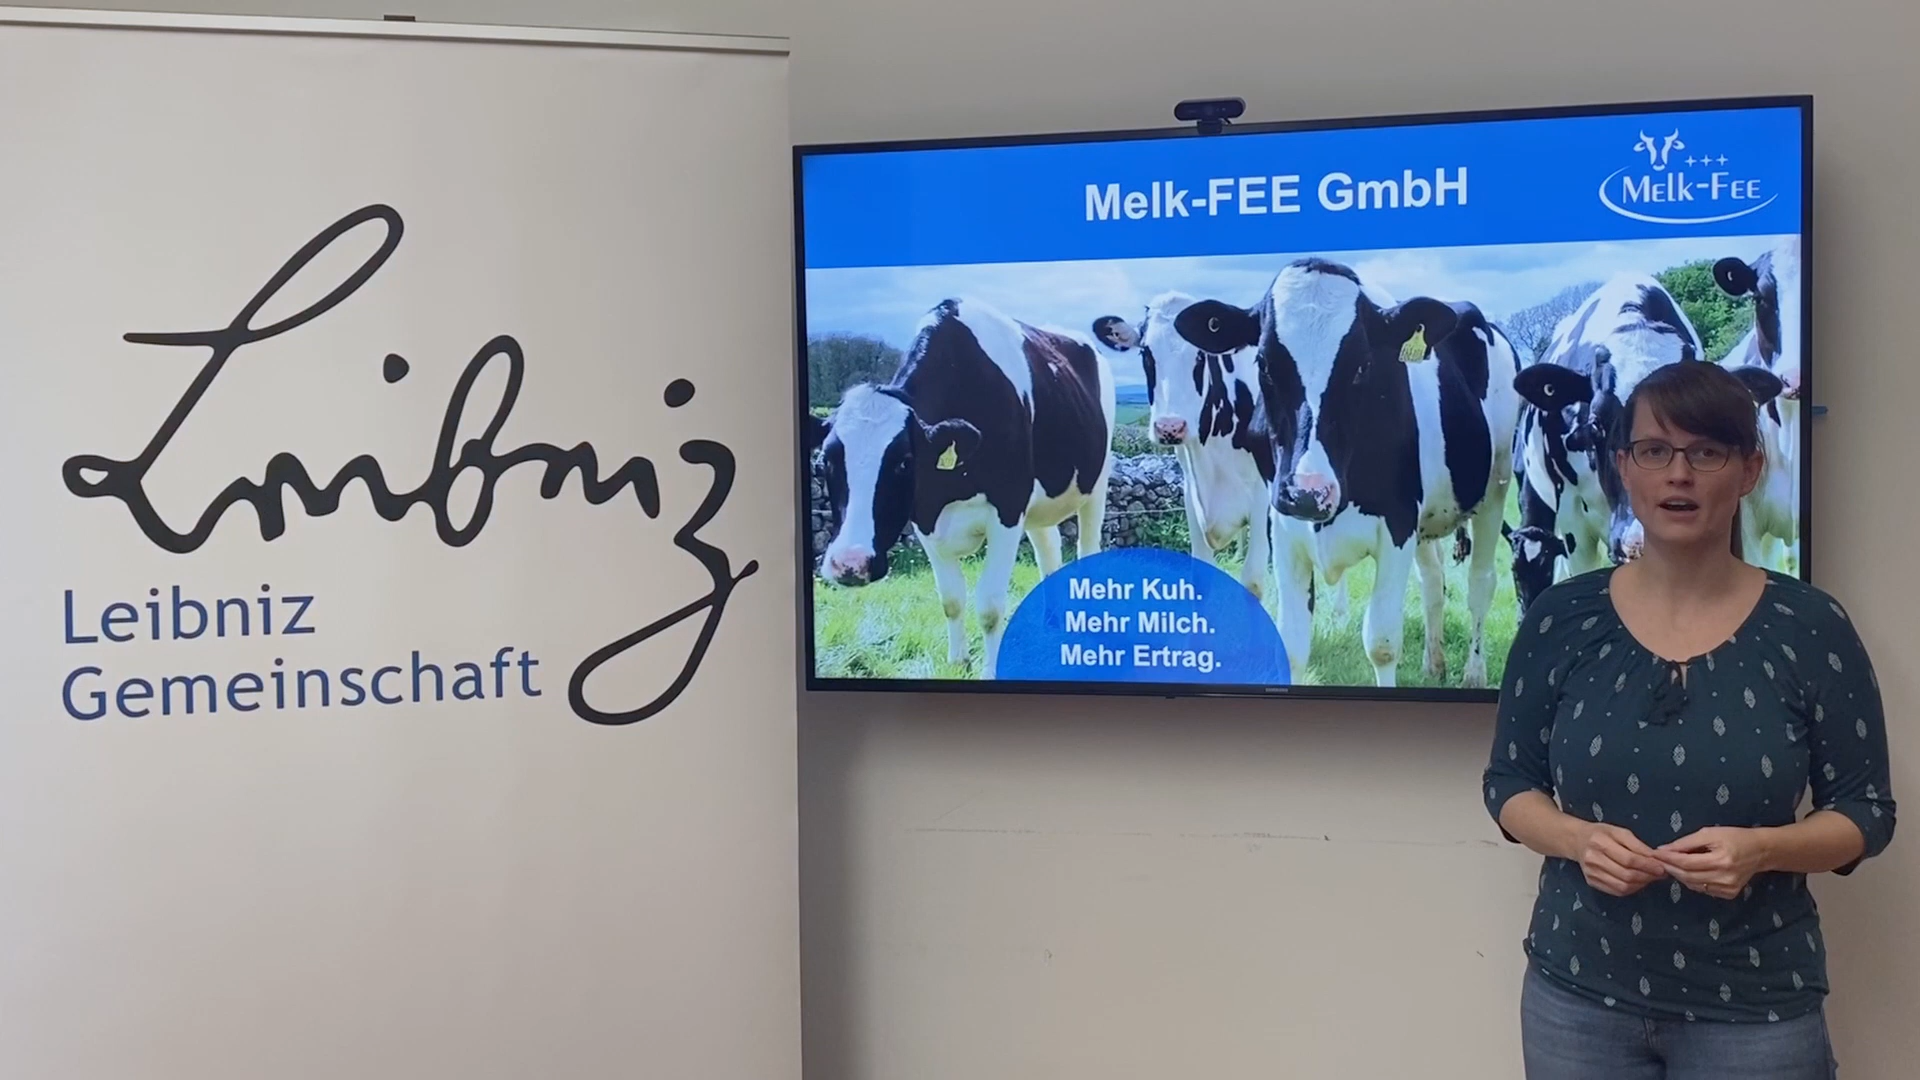 Leibniz
Leibniz
Gemeinschaft
Melk-FEE GmbH
+++
Melk-Fee
Mehr Kuh.
Mehr Milch.
Mehr Ertrag.